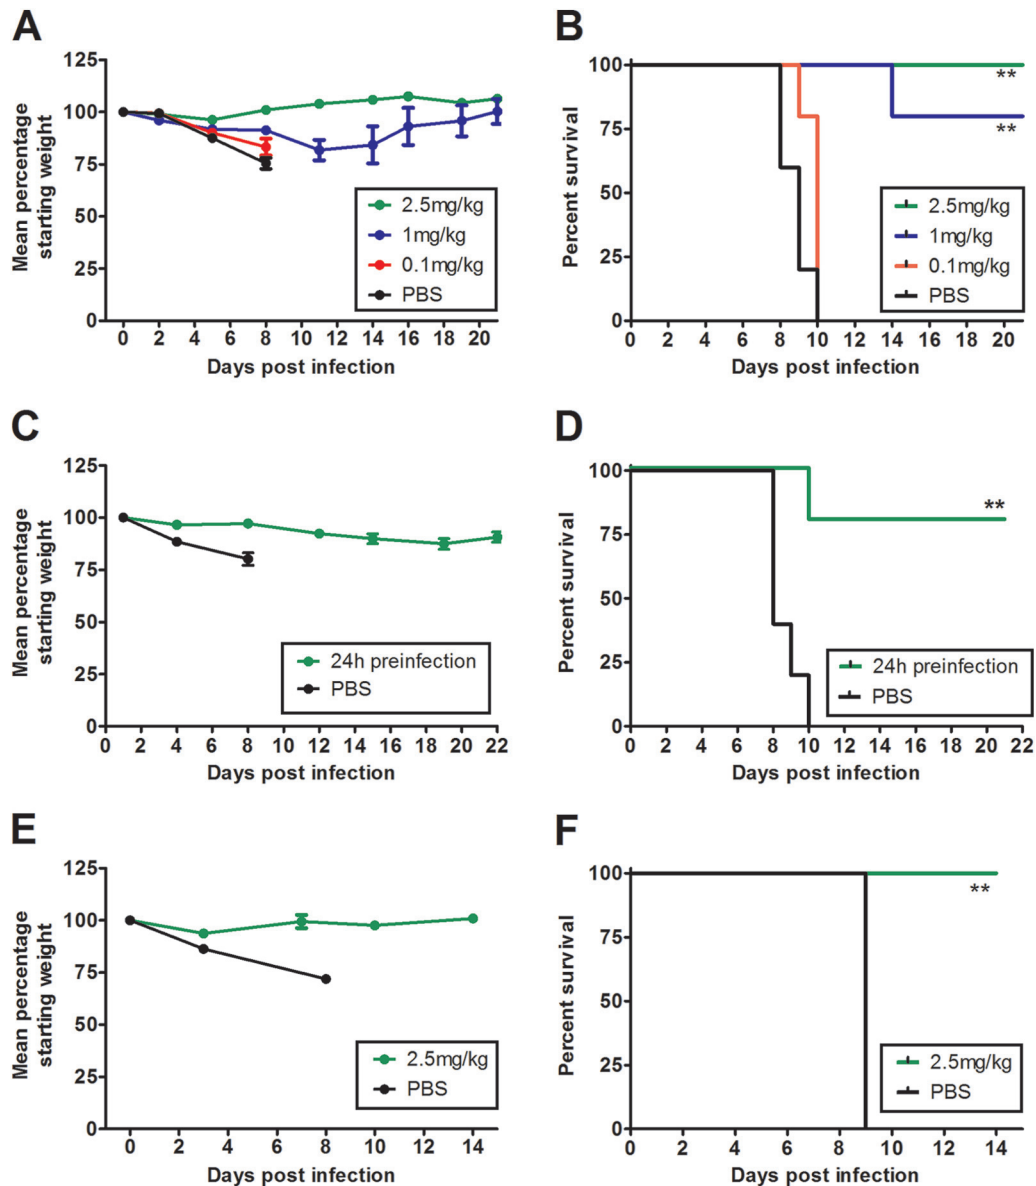 A
125
100
75
50
25
0
Mean percentage
starting weight
2.5mg/kg
1mg/kg
0.1mg/kg
PBS
0 2 4 6 8 10 12 14 16 18 20
Days post infection
B
100
75
50
25
0
Percent survival
**
**
2.5mg/kg
1mg/kg
0.1mg/kg
PBS
0 2 4 6 8 10 12 14 16 18 20
Days post infection
C
125
100
75
50
25
0
Mean percentage
starting weight
24h preinfection
PBS
0 2 4 6 8 10 12 14 16 18 20 22
Days post infection
D
100
75
50
25
0
Percent survival
**
24h preinfection
PBS
0 2 4 6 8 10 12 14 16 18 20 22
Days post infection
E
125
100
75
50
25
0
Mean percentage
starting weight
2.5mg/kg
PBS
0 2 4 6 8 10 12 14
Days post infection
F
100
75
50
25
0
Percent survival
**
2.5mg/kg
PBS
0 2 4 6 8 10 12 14
Days post infection